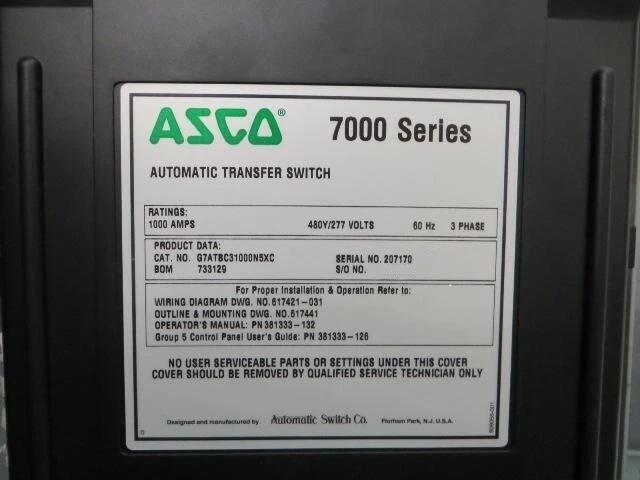 ASCO® 7000 Series
AUTOMATIC TRANSFER SWITCH
RATINGS:
1000 AMPS 480Y/277 VOLTS 60 Hz 3 PHASE
PRODUCT DATA:
CAT. NO. G7ATBC31000N5XC SERIAL NO. 207170
BOM 733129 S/O NO.
For Proper Installation & Operation Refer to:
WIRING DIAGRAM DWG. NO.617421-031
OUTLINE & MOUNTING DWG. NO.617441
OPERATOR'S MANUAL: PN 381333-132
Group 5 Control Panel User's Guide: PN 381333-126
NO USER SERVICEABLE PARTS OR SETTINGS UNDER THIS COVER
COVER SHOULD BE REMOVED BY QUALIFIED SERVICE TECHNICIAN ONLY
Designed and manufactured by Automatic Switch Co. Florham Park, N.J. U.S.A.